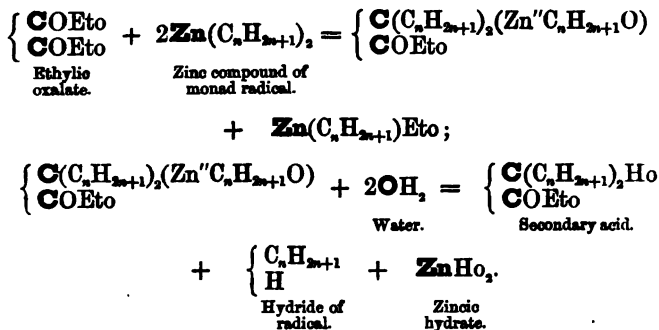 { COEto + 2Zn(CₙH₂ₙ₊₁)₂ = { C(CₙH₂ₙ₊₁)₂(Zn″CₙH₂ₙ₊₁O)
{ COEto { COEto
Ethylic oxalate. Zinc compound of monad radical.
+ Zn(CₙH₂ₙ₊₁)Eto;
{ C(CₙH₂ₙ₊₁)₂(Zn″CₙH₂ₙ₊₁O) + 2OH₂ = { C(CₙH₂ₙ₊₁)₂Ho
{ COEto { COEto
Water. Secondary acid.
+ { CₙH₂ₙ₊₁ + ZnHo₂.
{ H
Hydride of radical. Zincic hydrate.